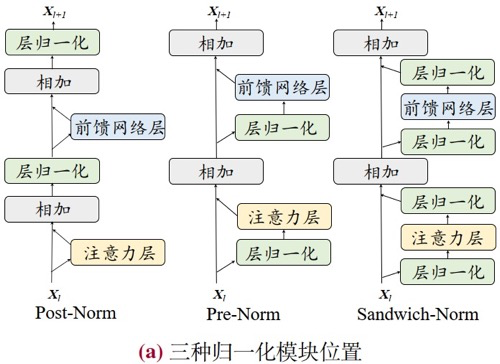 X_{l+1}
层归一化
相加
前馈网络层
层归一化
相加
注意力层
X_l
Post-Norm
X_{l+1}
相加
前馈网络层
层归一化
相加
注意力层
层归一化
X_l
Pre-Norm
X_{l+1}
相加
层归一化
前馈网络层
层归一化
相加
层归一化
注意力层
层归一化
X_l
Sandwich-Norm
(a) 三种归一化模块位置